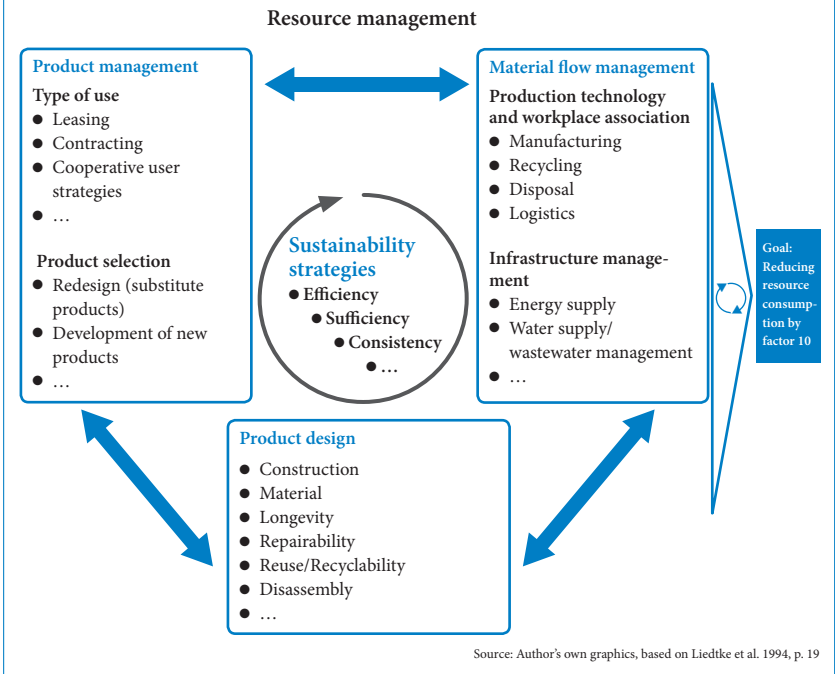 Resource management
Product management
Type of use
● Leasing
● Contracting
● Cooperative user
strategies
● …
Product selection
● Redesign (substitute
products)
● Development of new
products
● …
Sustainability
strategies
● Efficiency
● Sufficiency
● Consistency
● …
Material flow management
Production technology
and workplace association
● Manufacturing
● Recycling
● Disposal
● Logistics
Infrastructure manage-
ment
● Energy supply
● Water supply/
wastewater management
● …
Goal:
Reducing
resource
consump-
tion by
factor 10
Product design
● Construction
● Material
● Longevity
● Repairability
● Reuse/Recyclability
● Disassembly
● …
Source: Author's own graphics, based on Liedtke et al. 1994, p. 19